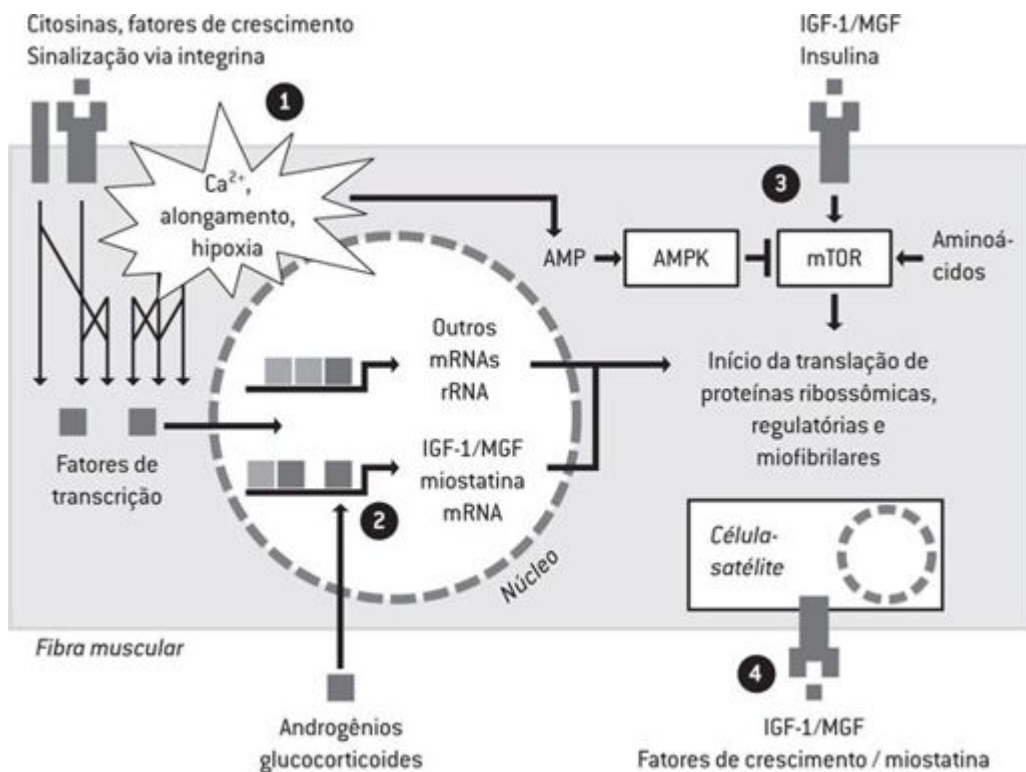 Citosinas, fatores de crescimento
Sinalização via integrina
1
IGF-1/MGF
Insulina
Ca²⁺,
alongamento,
hipoxia
3
AMP
AMPK
mTOR
Aminoá-
cidos
Outros
mRNAs
rRNA
Início da translação de
proteínas ribossômicas,
regulatórias e
miofibrilares
Fatores de
transcrição
IGF-1/MGF
miostatina
mRNA
2
Núcleo
Célula-
satélite
Fibra muscular
4
Androgênios
glucocorticoides
IGF-1/MGF
Fatores de crescimento / miostatina